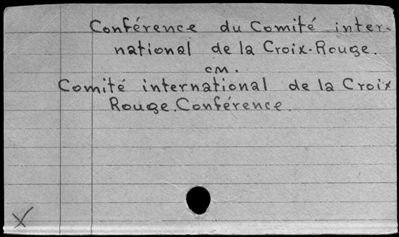 Conférence du Comité inter-
national de la Croix-Rouge.
cm.
Comité international de la Croix
Rouge. Conférence.
X